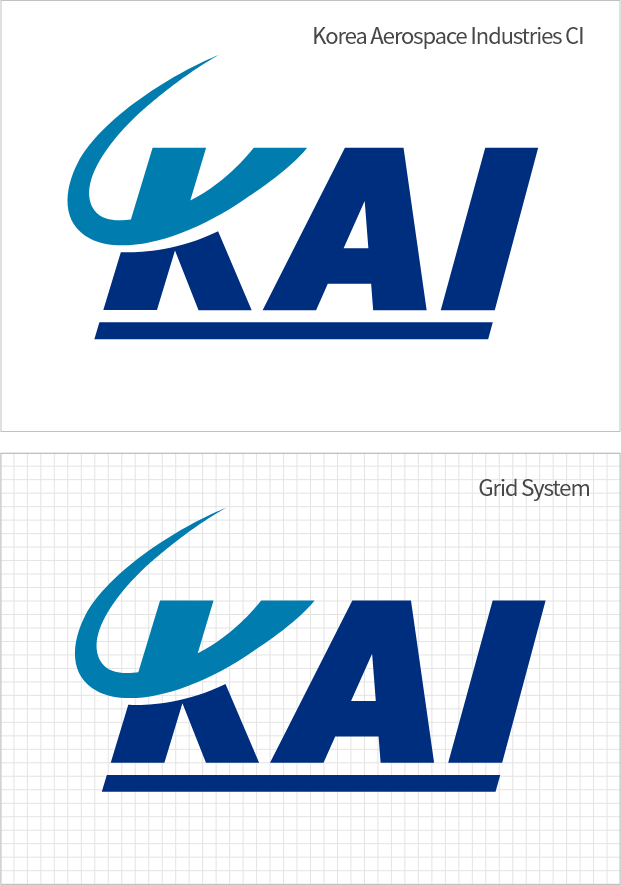 Korea Aerospace Industries CI
KAI
Grid System
KAI